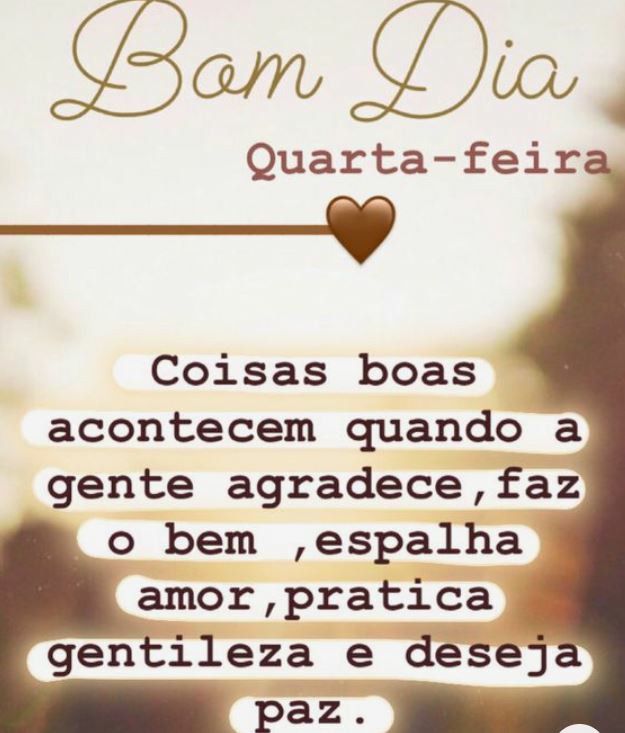 Bom Dia
Quarta-feira
Coisas boas
acontecem quando a
gente agradece,faz
o bem ,espalha
amor,pratica
gentileza e deseja
paz.